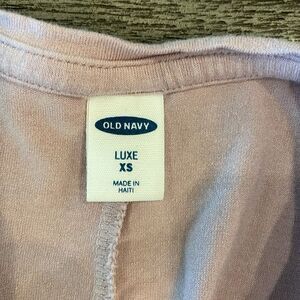 OLD NAVY
LUXE
XS
MADE IN
HAITI